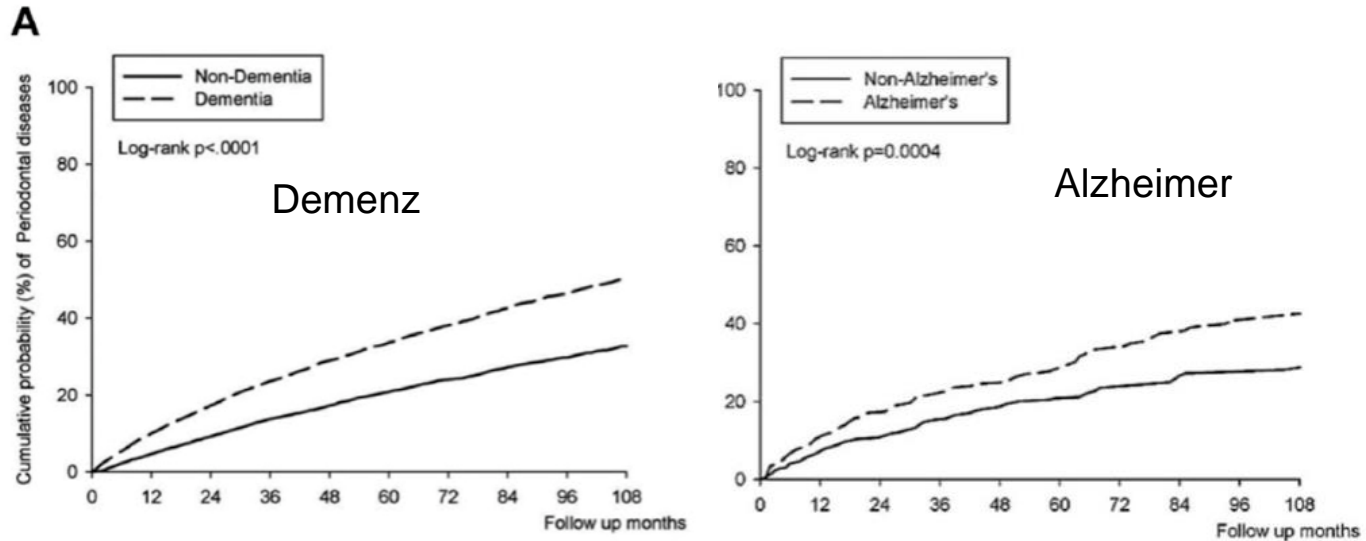 A
Cumulative probability (%) of Periodontal diseases
Non-Dementia
Dementia
Log-rank p<.0001
Demenz
100
80
60
40
20
0
0 12 24 36 48 60 72 84 96 108
Follow up months
Non-Alzheimer's
Alzheimer's
Log-rank p=0.0004
Alzheimer
100
80
60
40
20
0
0 12 24 36 48 60 72 84 96 108
Follow up months